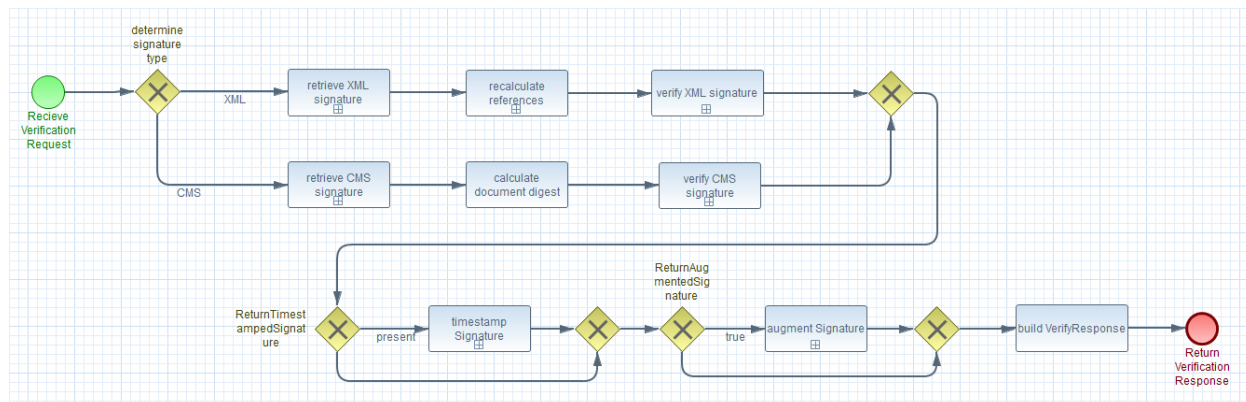 determine
signature
type
Recieve
Verification
Request
XML
retrieve XML
signature
recalculate
references
verify XML signature
CMS
retrieve CMS
signature
calculate
document digest
verify CMS
signature
ReturnTimest
ampedSignat
ure
present
timestamp
Signature
ReturnAug
mentedSig
nature
true
augment Signature
build VerifyResponse
Return
Verification
Response